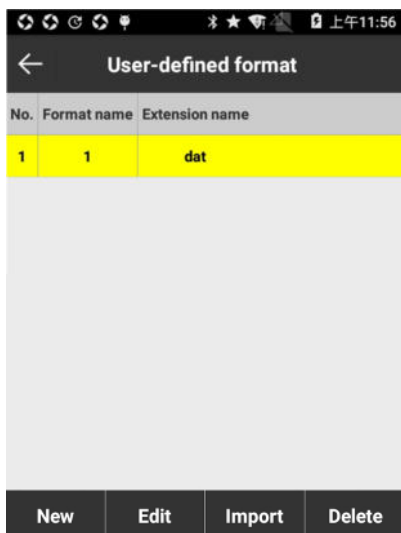 上午11:56
User-defined format
No. Format name Extension name
1 1 dat
New Edit Import Delete